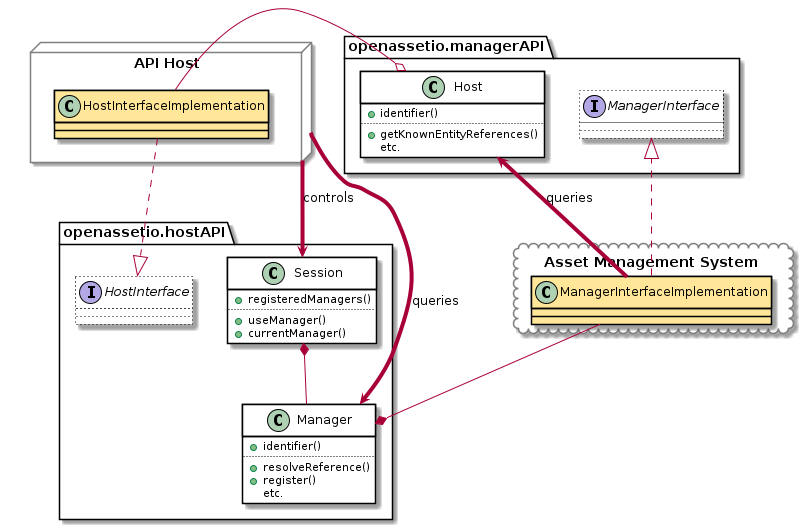 openassetio.managerAPI
API Host
C Host
identifier()
getKnownEntityReferences()
etc.
C HostInterfaceImplementation
I ManagerInterface
controls
queries
openassetio.hostAPI
Asset Management System
C Session
registeredManagers()
useManager()
currentManager()
I HostInterface
C ManagerInterfaceImplementation
queries
C Manager
identifier()
resolveReference()
register()
etc.